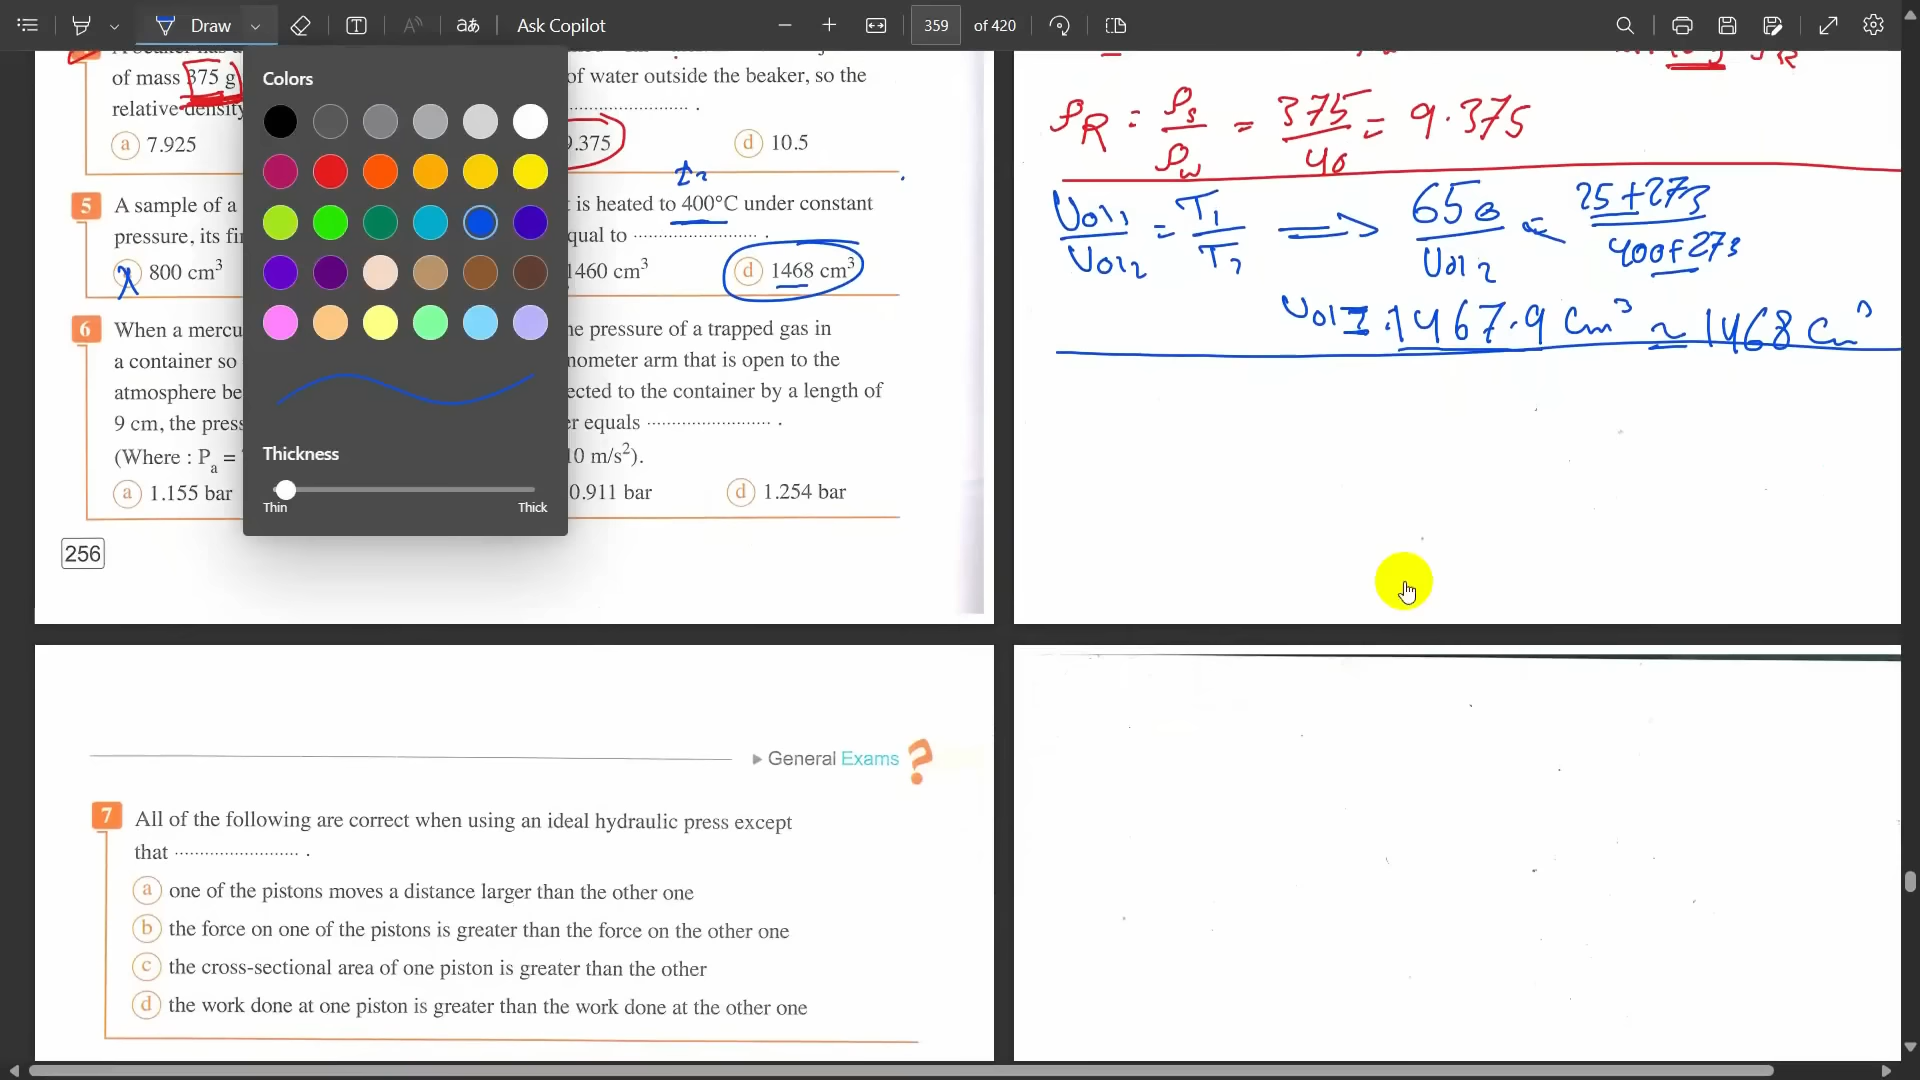 Draw
Ask Copilot
359 of 420
of mass 375 g
of water outside the beaker, so the
relative density
a 7.925
9.375
d 10.5
t₂
5 A sample of a
t is heated to 400°C under constant
pressure, its fin
qual to ........................ .
800 cm³
1460 cm³
d 1468 cm³
6 When a mercu
he pressure of a trapped gas in
a container so
nometer arm that is open to the
atmosphere be
ected to the container by a length of
9 cm, the press
er equals ........................ .
(Where : Pₐ =
10 m/s²).
a 1.155 bar
0.911 bar
d 1.254 bar
256
Colors
Thickness
Thin
Thick
ρR = ρs/ρw = 375/40 = 9.375
Vol₁/Vol₂ = T₁/T₂ ⟹ 650/Vol₂ = 25+273/400+273
Vol₂ = 1467.9 cm³ ≃ 1468 cm³
General Exams ?
7 All of the following are correct when using an ideal hydraulic press except
that ........................ .
a one of the pistons moves a distance larger than the other one
b the force on one of the pistons is greater than the force on the other one
c the cross-sectional area of one piston is greater than the other
d the work done at one piston is greater than the work done at the other one